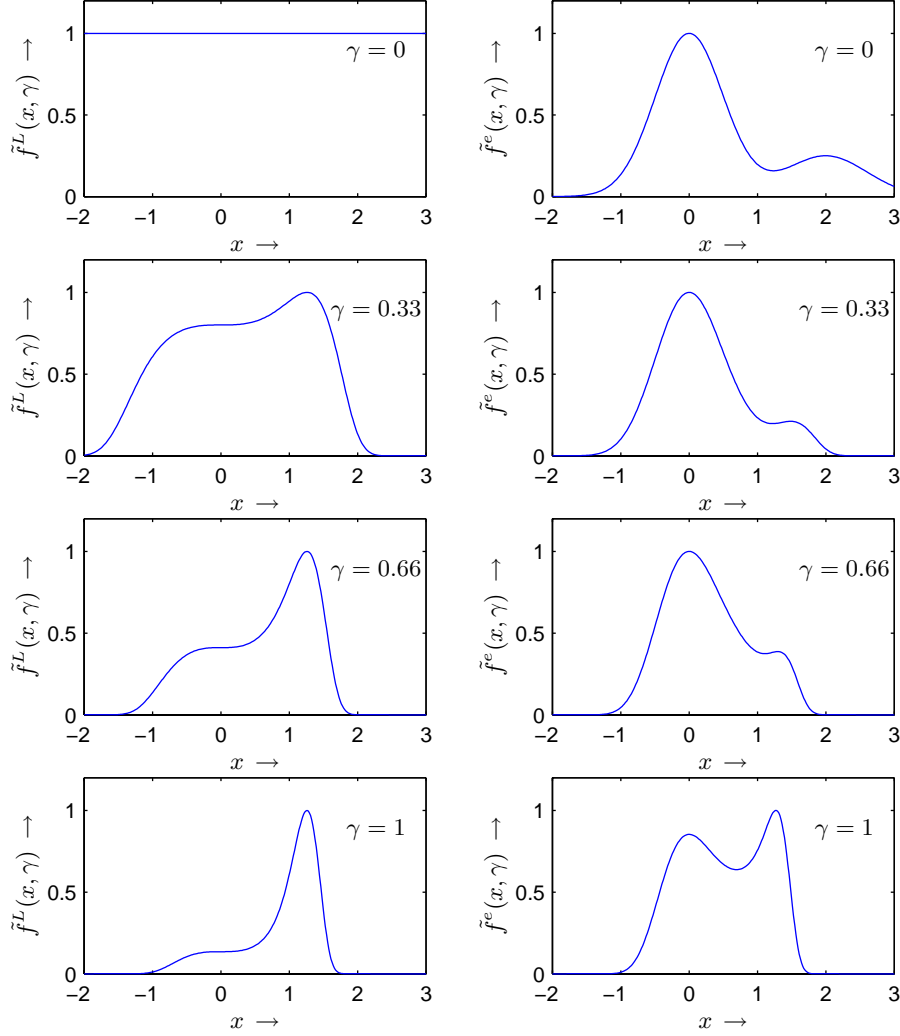 f̃^L(x, γ) →
1
0.5
0
γ = 0
−2 −1 0 1 2 3
x →
f̃^e(x, γ) →
1
0.5
0
γ = 0
−2 −1 0 1 2 3
x →
f̃^L(x, γ) →
1
0.5
0
γ = 0.33
−2 −1 0 1 2 3
x →
f̃^e(x, γ) →
1
0.5
0
γ = 0.33
−2 −1 0 1 2 3
x →
f̃^L(x, γ) →
1
0.5
0
γ = 0.66
−2 −1 0 1 2 3
x →
f̃^e(x, γ) →
1
0.5
0
γ = 0.66
−2 −1 0 1 2 3
x →
f̃^L(x, γ) →
1
0.5
0
γ = 1
−2 −1 0 1 2 3
x →
f̃^e(x, γ) →
1
0.5
0
γ = 1
−2 −1 0 1 2 3
x →